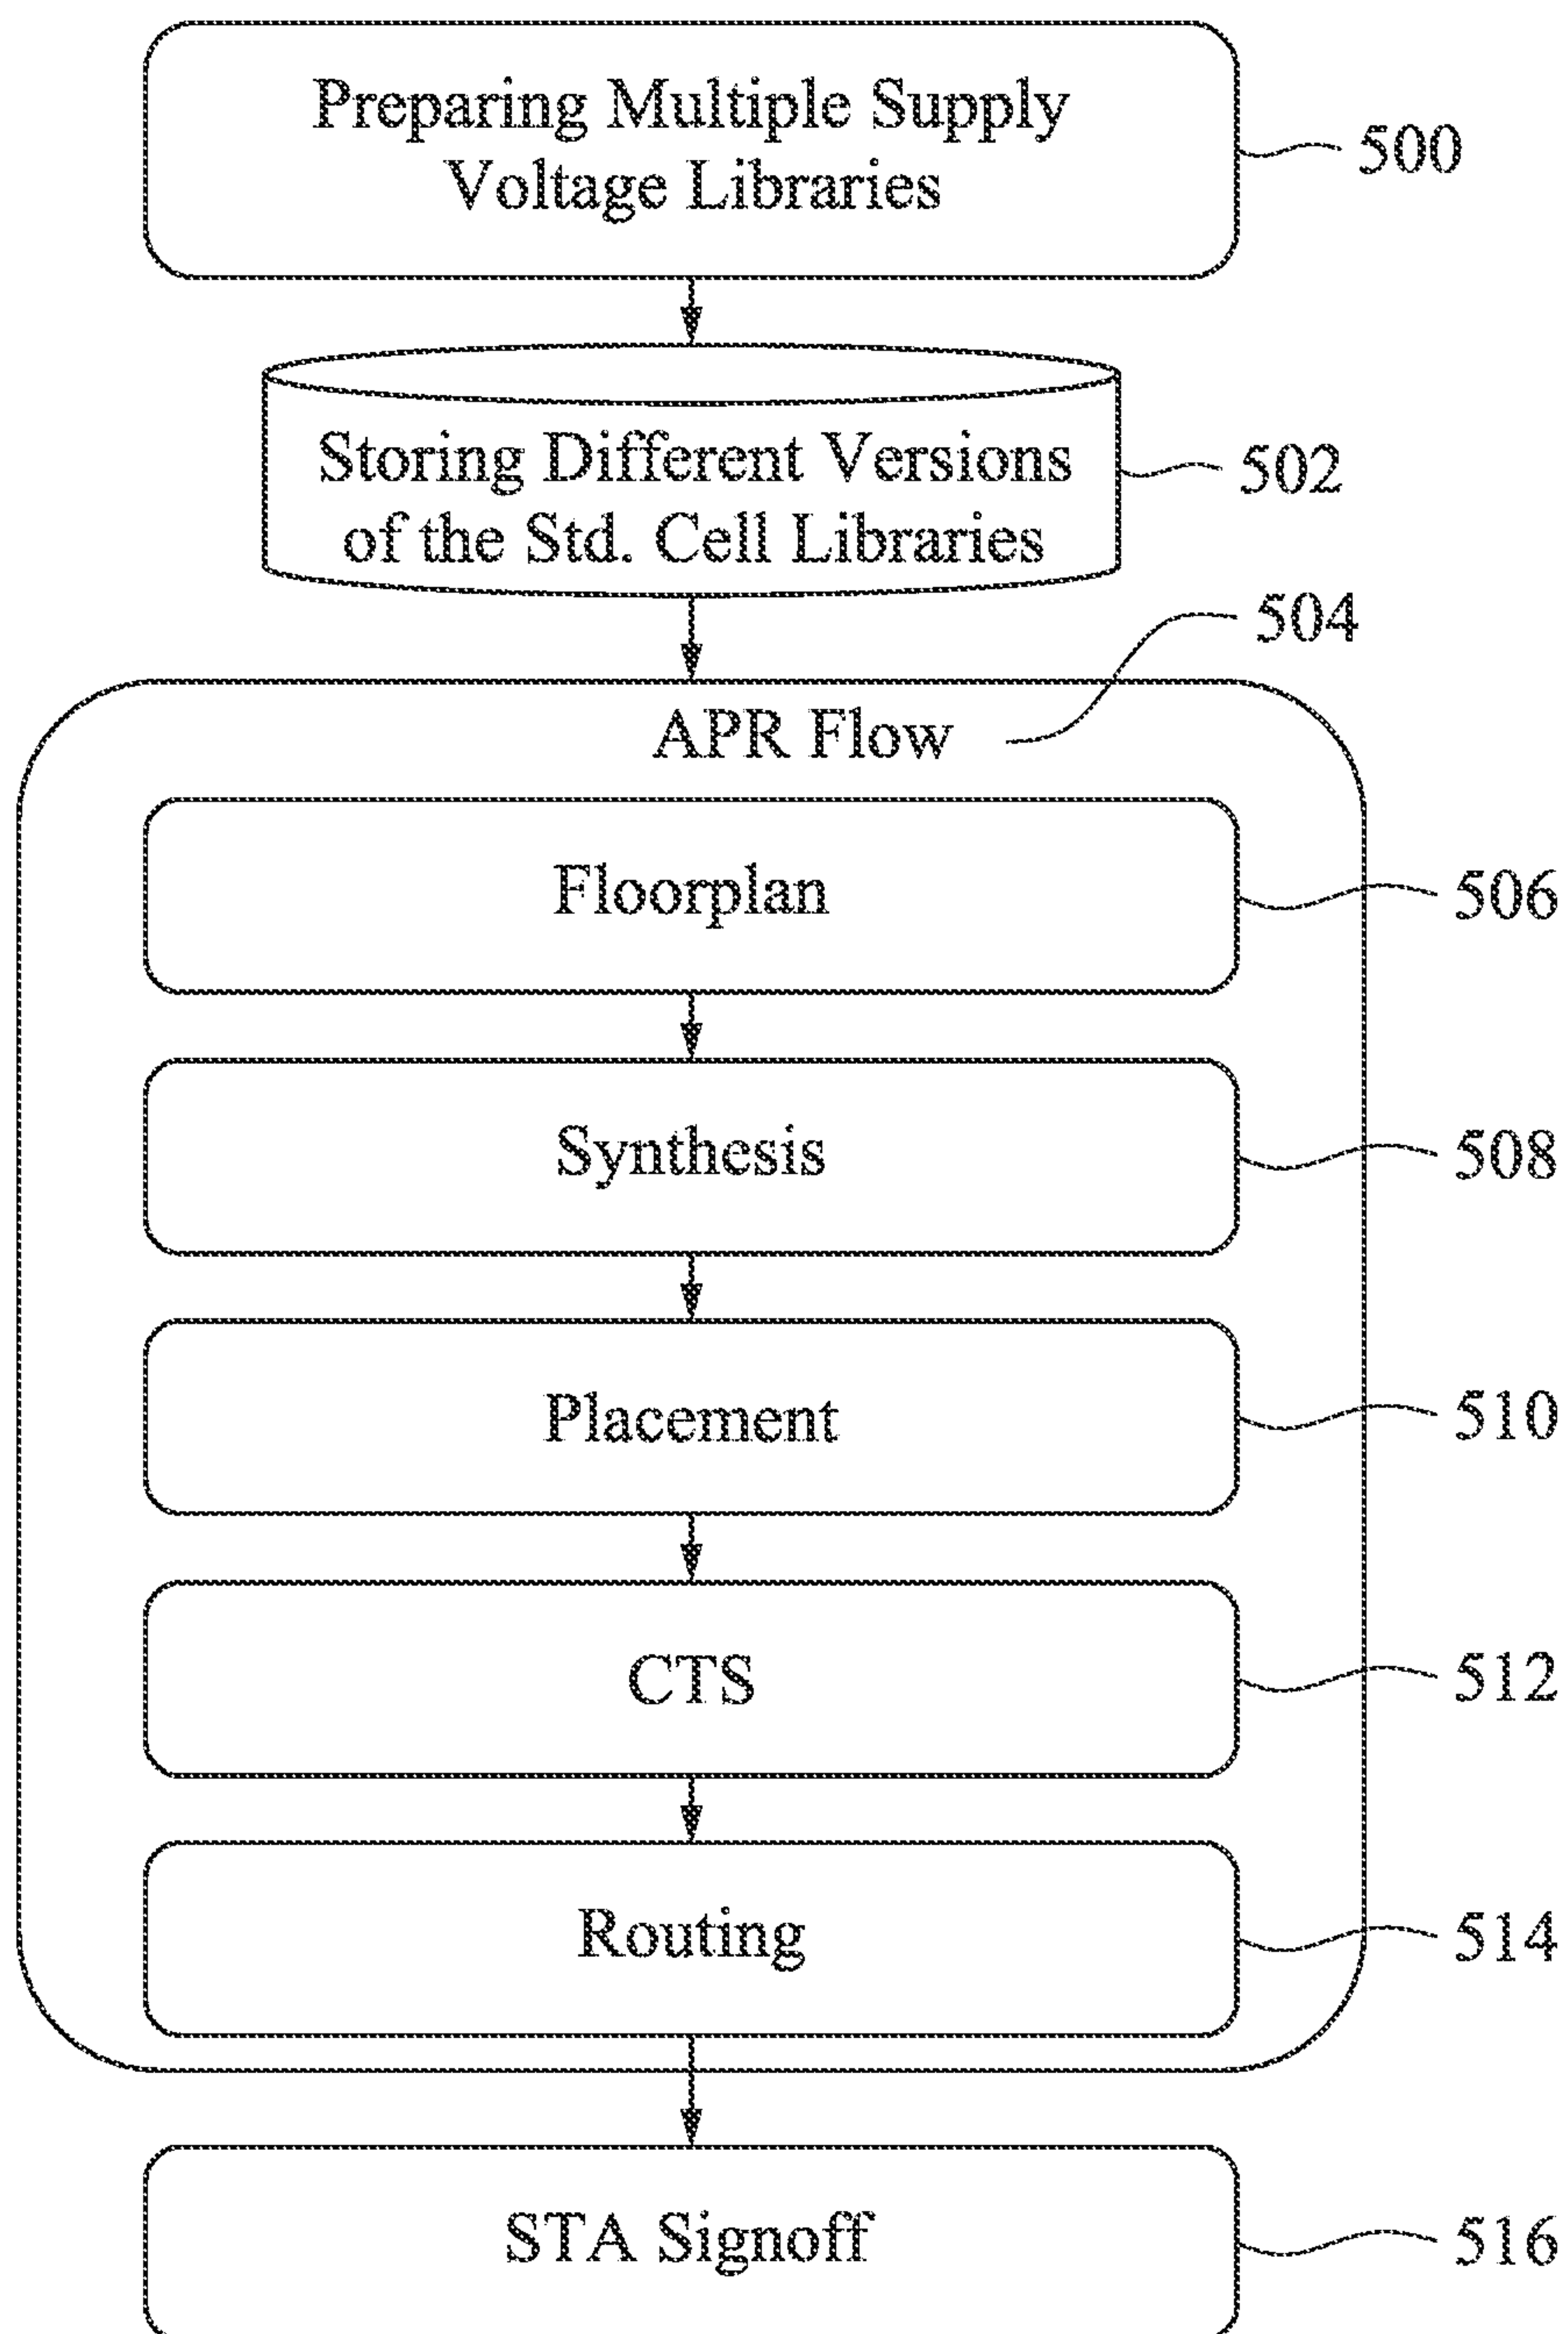 Preparing Multiple Supply
Voltage Libraries
500
Storing Different Versions
of the Std. Cell Libraries
502
504
APR Flow
Floorplan
506
Synthesis
508
Placement
510
CTS
512
Routing
514
STA Signoff
516